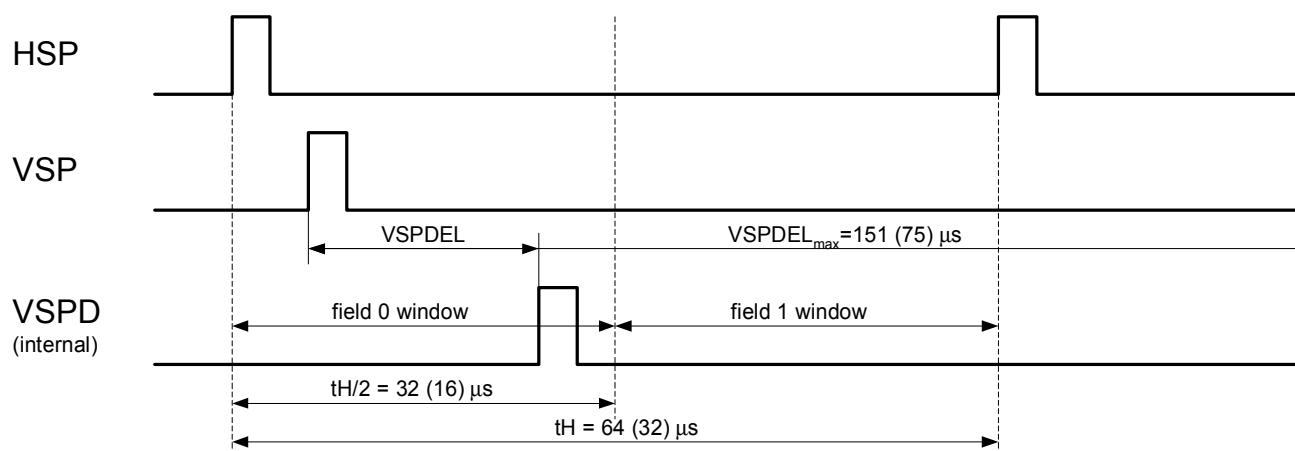 HSP
VSP
VSPDEL
VSPDELmax=151 (75) μs
VSPD
(internal)
field 0 window
field 1 window
tH/2 = 32 (16) μs
tH = 64 (32) μs